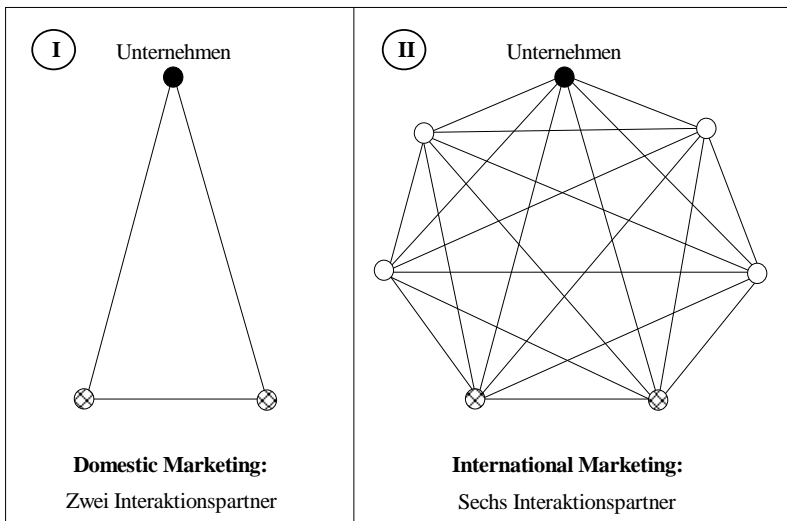 I
Unternehmen
Domestic Marketing:
Zwei Interaktionspartner
II
Unternehmen
International Marketing:
Sechs Interaktionspartner